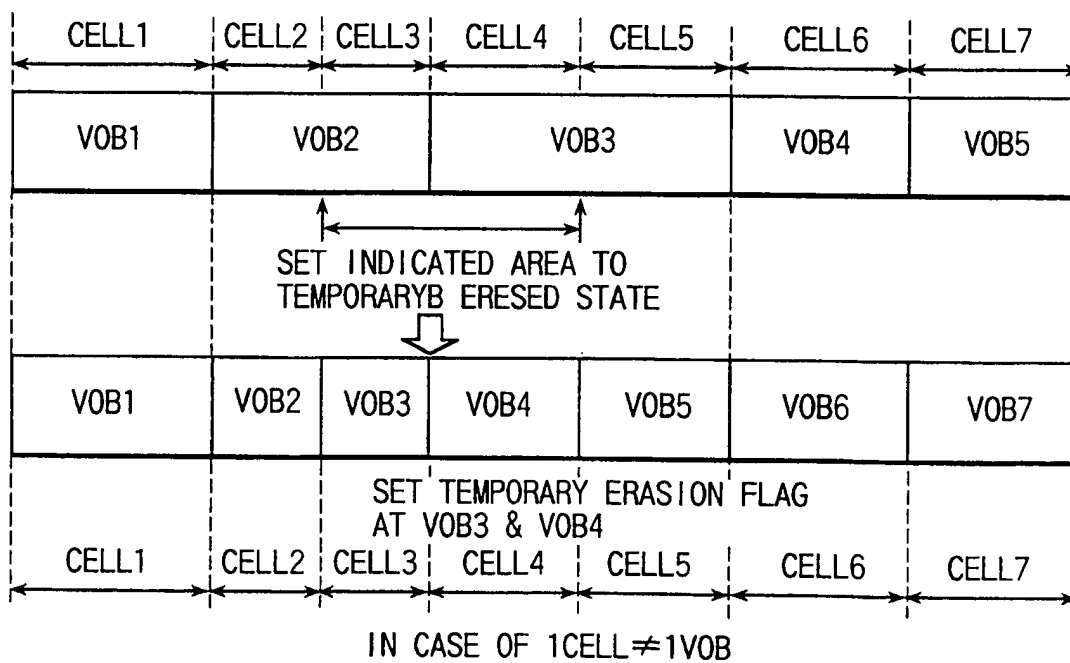 CELL1 CELL2 CELL3 CELL4 CELL5 CELL6 CELL7
VOB1 VOB2 VOB3 VOB4 VOB5
SET INDICATED AREA TO
TEMPORARYB ERESED STATE
VOB1 VOB2 VOB3 VOB4 VOB5 VOB6 VOB7
SET TEMPORARY ERASION FLAG
AT VOB3 & VOB4
CELL1 CELL2 CELL3 CELL4 CELL5 CELL6 CELL7
IN CASE OF 1CELL≠1VOB